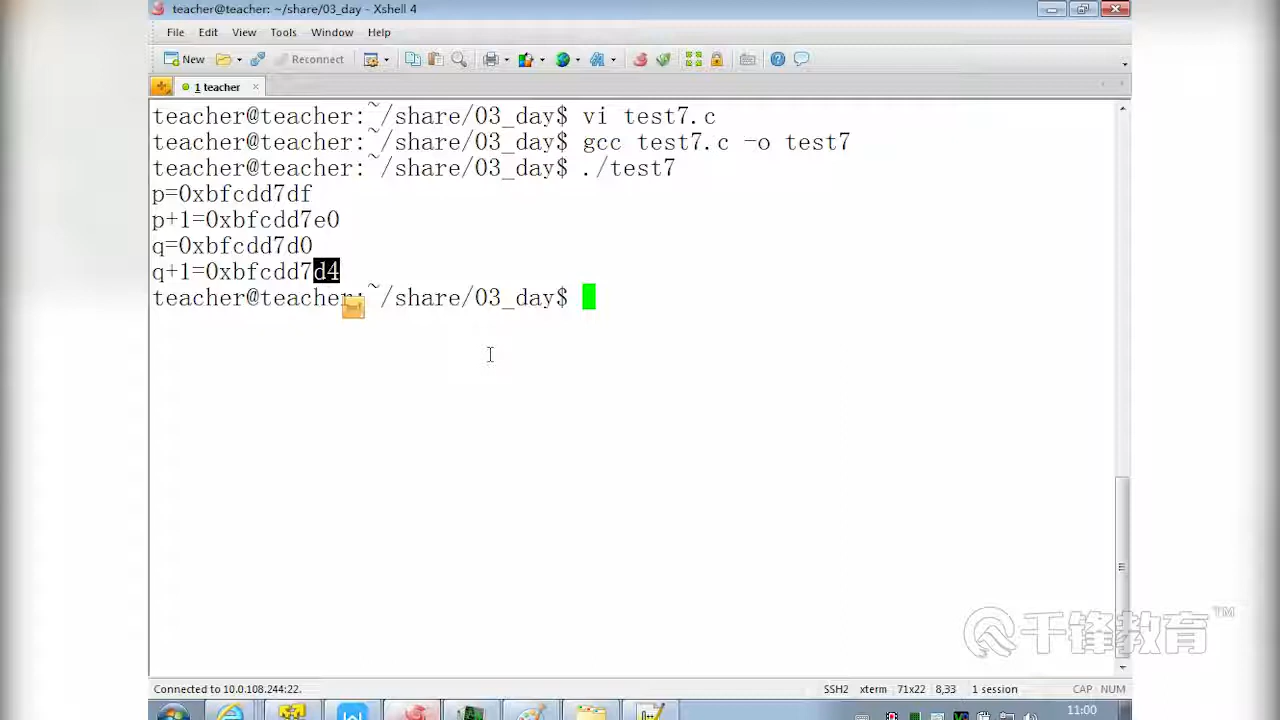 teacher@teacher: ~/share/03_day - Xshell 4
File Edit View Tools Window Help
New Reconnect
1 teacher
teacher@teacher:~/share/03_day$ vi test7.c
teacher@teacher:~/share/03_day$ gcc test7.c -o test7
teacher@teacher:~/share/03_day$ ./test7
p=0xbfcdd7df
p+1=0xbfcdd7e0
q=0xbfcdd7d0
q+1=0xbfcdd7d4
teacher@teacher:~/share/03_day$
千锋教育™
Connected to 10.0.108.244:22. SSH2 xterm 71x22 8,33 1 session CAP NUM
11:00